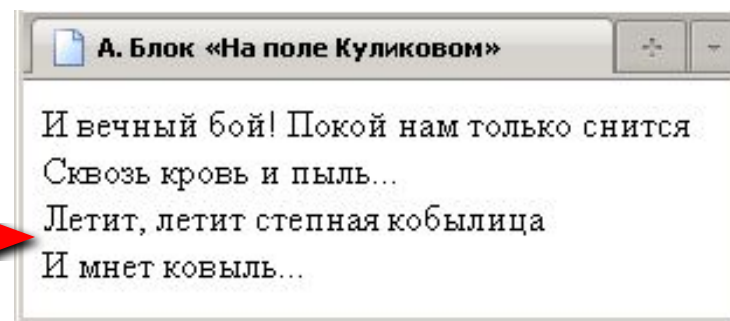 А. Блок «На поле Куликовом»
И вечный бой! Покой нам только снится
Сквозь кровь и пыль...
Летит, летит степная кобылица
И мнет ковыль...